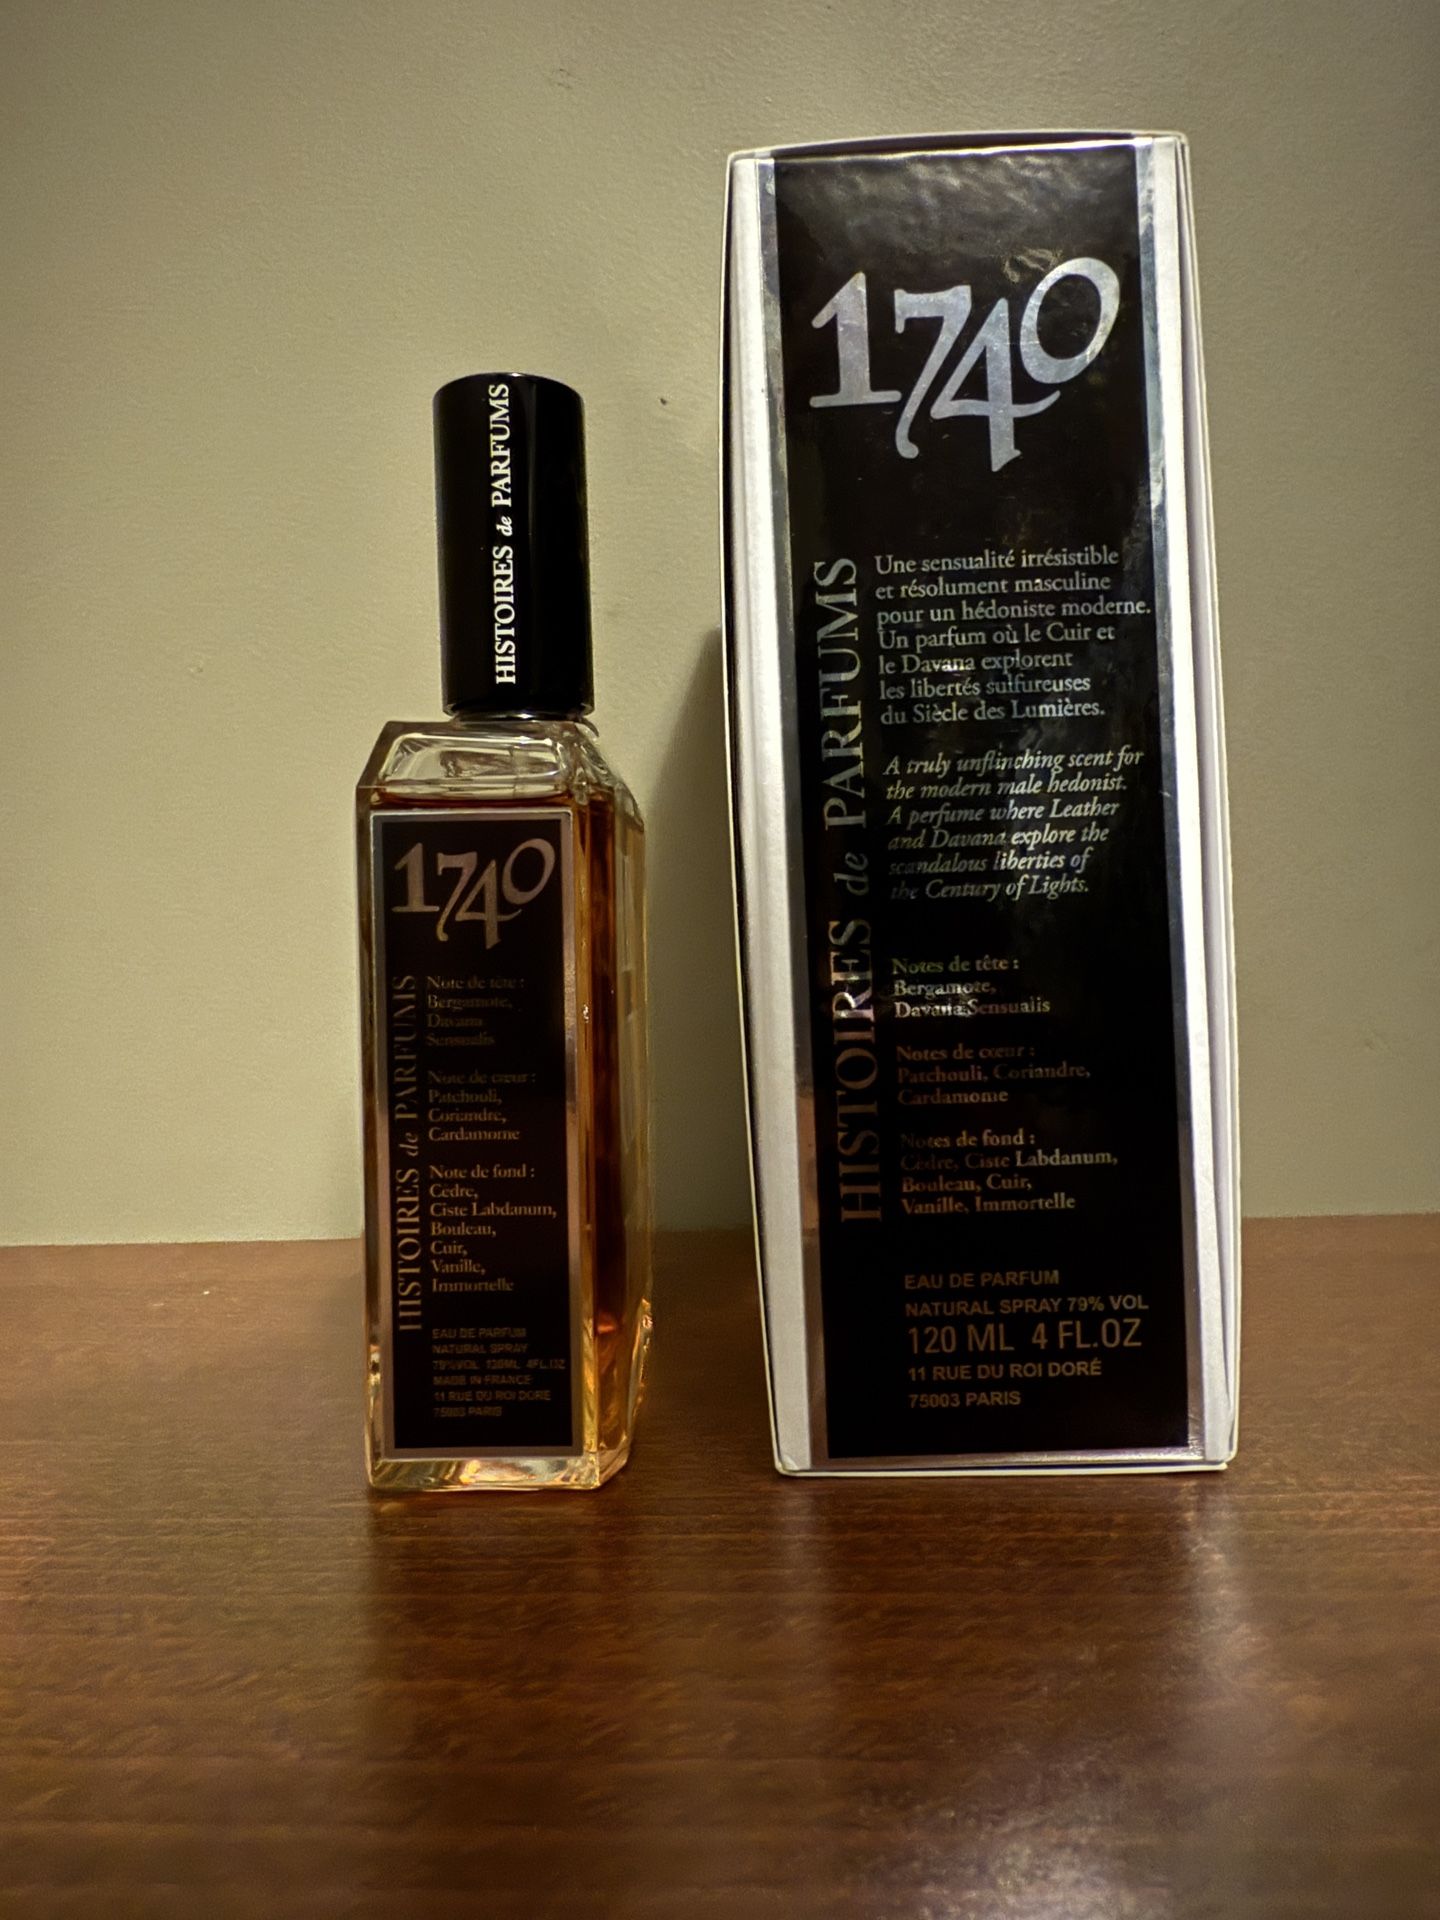 HISTOIRES de PARFUMS
1740
HISTOIRES de PARFUMS
Note de tête :
Bergamote,
Davana
Sensualis
Note de cœur :
Patchouli,
Coriandre,
Cardamome
Note de fond :
Cèdre,
Ciste Labdanum,
Bouleau,
Cuir,
Vanille,
Immortelle
EAU DE PARFUM
NATURAL SPRAY
79%VOL 120ML 4FL.OZ
MADE IN FRANCE
11 RUE DU ROI DORÉ
75003 PARIS
1740
HISTOIRES de PARFUMS
Une sensualité irrésistible
et résolument masculine
pour un hédoniste moderne.
Un parfum où le Cuir et
le Davana explorent
les libertés sulfureuses
du Siècle des Lumières.
A truly unflinching scent for
the modern male hedonist.
A perfume where Leather
and Davana explore the
scandalous liberties of
the Century of Lights.
Notes de tête :
Bergamote,
Davana Sensualis
Notes de cœur :
Patchouli, Coriandre,
Cardamome
Notes de fond :
Cèdre, Ciste Labdanum,
Bouleau, Cuir,
Vanille, Immortelle
EAU DE PARFUM
NATURAL SPRAY 79% VOL
120 ML 4 FL.OZ
11 RUE DU ROI DORÉ
75003 PARIS